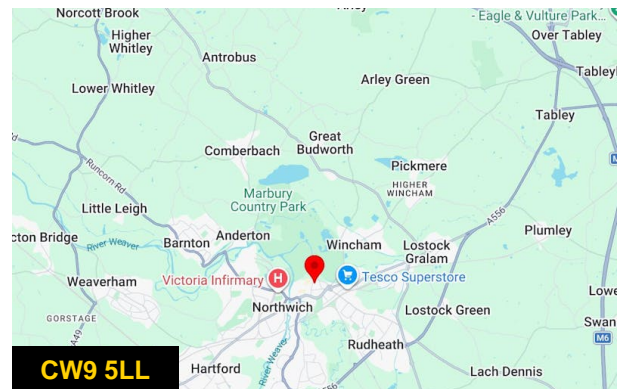 Norcott Brook
- Eagle & Vulture Park...
Higher
Whitley
Over Tabley
Antrobus
Arley Green
Lower Whitley
Tabley
Great
Budworth
Comberbach
Pickmere
HIGHER
WINCHAM
Runcorn Rd
Marbury
Country Park
Little Leigh
A556
Plumley
cton Bridge
River Weaver
Barnton
Anderton
Wincham
Lostock
Gralam
Weaverham
Victoria Infirmary
H
Tesco Superstore
Northwich
Lostock Green
GORSTAGE
A49
Rudheath
M6
River Weaver
Hartford
Lach Dennis
CW9 5LL